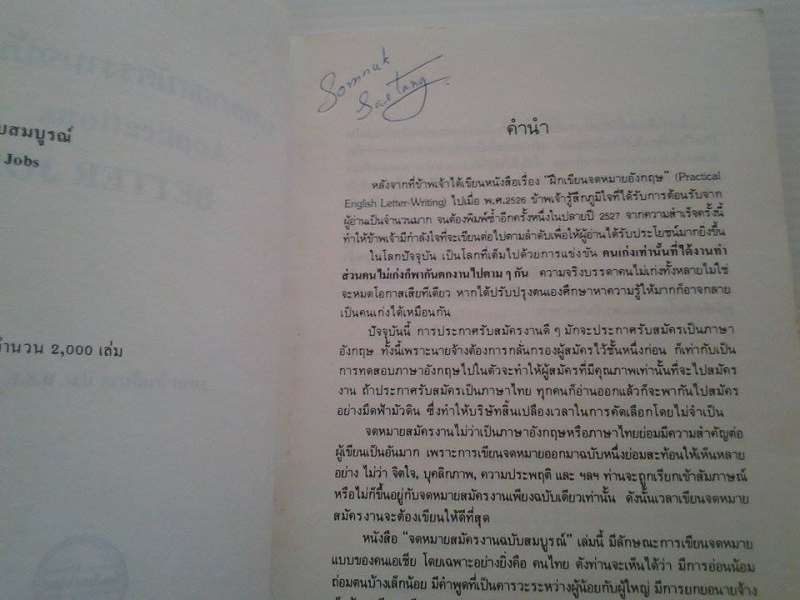 บสมบูรณ์
Jobs
จำนวน 2,000 เล่ม
Somnuk
Saetang
คำนำ
หลังจากที่ข้าพเจ้าได้เขียนหนังสือเรื่อง "ฝึกเขียนจดหมายอังกฤษ" (Practical
English Letter-Writing) ไปเมื่อ พ.ศ.2526 ข้าพเจ้ารู้สึกภูมิใจที่ได้รับการต้อนรับจาก
ผู้อ่านเป็นจำนวนมาก จนต้องพิมพ์ซ้ำอีกครั้งหนึ่งในปลายปี 2527 จากความสำเร็จครั้งนี้
ทำให้ข้าพเจ้ามีกำลังใจที่จะเขียนต่อไปตามลำดับเพื่อให้ผู้อ่านได้รับประโยชน์มากยิ่งขึ้น
ในโลกปัจจุบัน เป็นโลกที่เต็มไปด้วยการแข่งขัน คนเก่งเท่านั้นที่ได้งานทำ
ส่วนคนไม่เก่งก็พากันตกงานไปตาม ๆ กัน ความจริงบรรดาคนไม่เก่งทั้งหลายไม่ใช่
จะหมดโอกาสเสียทีเดียว หากได้ปรับปรุงตนเองศึกษาหาความรู้ให้มากก็อาจกลาย
เป็นคนเก่งได้เหมือนกัน
ปัจจุบันนี้ การประกาศรับสมัครงานดี ๆ มักจะประกาศรับสมัครเป็นภาษา
อังกฤษ ทั้งนี้เพราะนายจ้างต้องการกลั่นกรองผู้สมัครไว้ชั้นหนึ่งก่อน ก็เท่ากับเป็น
การทดสอบภาษาอังกฤษไปในตัวจะทำให้ผู้สมัครที่มีคุณภาพเท่านั้นที่จะไปสมัคร
งาน ถ้าประกาศรับสมัครเป็นภาษาไทย ทุกคนก็อ่านออกแล้วก็จะพากันไปสมัคร
อย่างมืดฟ้ามัวดิน ซึ่งทำให้บริษัทสิ้นเปลืองเวลาในการคัดเลือกโดยไม่จำเป็น
จดหมายสมัครงานไม่ว่าเป็นภาษาอังกฤษหรือภาษาไทยย่อมมีความสำคัญต่อ
ผู้เขียนเป็นอันมาก เพราะการเขียนจดหมายออกมาฉบับหนึ่งย่อมสะท้อนให้เห็นหลาย
อย่าง ไม่ว่า จิตใจ, บุคลิกภาพ, ความประพฤติ และ ฯลฯ ท่านจะถูกเรียกเข้าสัมภาษณ์
หรือไม่ก็ขึ้นอยู่กับจดหมายสมัครงานเพียงฉบับเดียวเท่านั้น ดังนั้นเวลาเขียนจดหมาย
สมัครงานจะต้องเขียนให้ดีที่สุด
หนังสือ "จดหมายสมัครงานฉบับสมบูรณ์" เล่มนี้ มีลักษณะการเขียนจดหมาย
แบบของคนเอเชีย โดยเฉพาะอย่างยิ่งคือ คนไทย ดังท่านจะเห็นได้ว่า มีการอ่อนน้อม
ถ่อมตนบ้างเล็กน้อย มีคำพูดที่เป็นคารวะระหว่างผู้น้อยกับผู้ใหญ่ มีการยกยอนายจ้าง